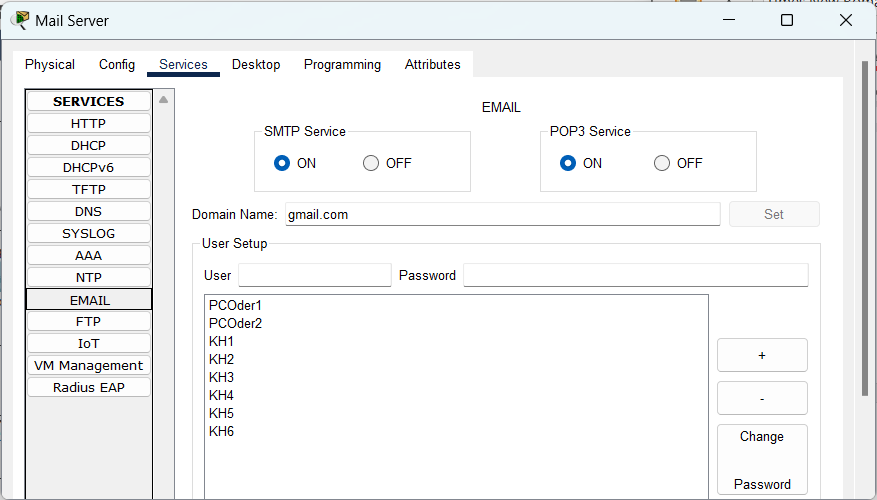 Mail Server
Physical Config Services Desktop Programming Attributes
SERVICES
HTTP
DHCP
DHCPv6
TFTP
DNS
SYSLOG
AAA
NTP
EMAIL
FTP
IoT
VM Management
Radius EAP
EMAIL
SMTP Service
ON OFF
POP3 Service
ON OFF
Domain Name: gmail.com Set
User Setup
User Password
PCOder1
PCOder2
KH1
KH2
KH3
KH4
KH5
KH6
+
-
Change
Password